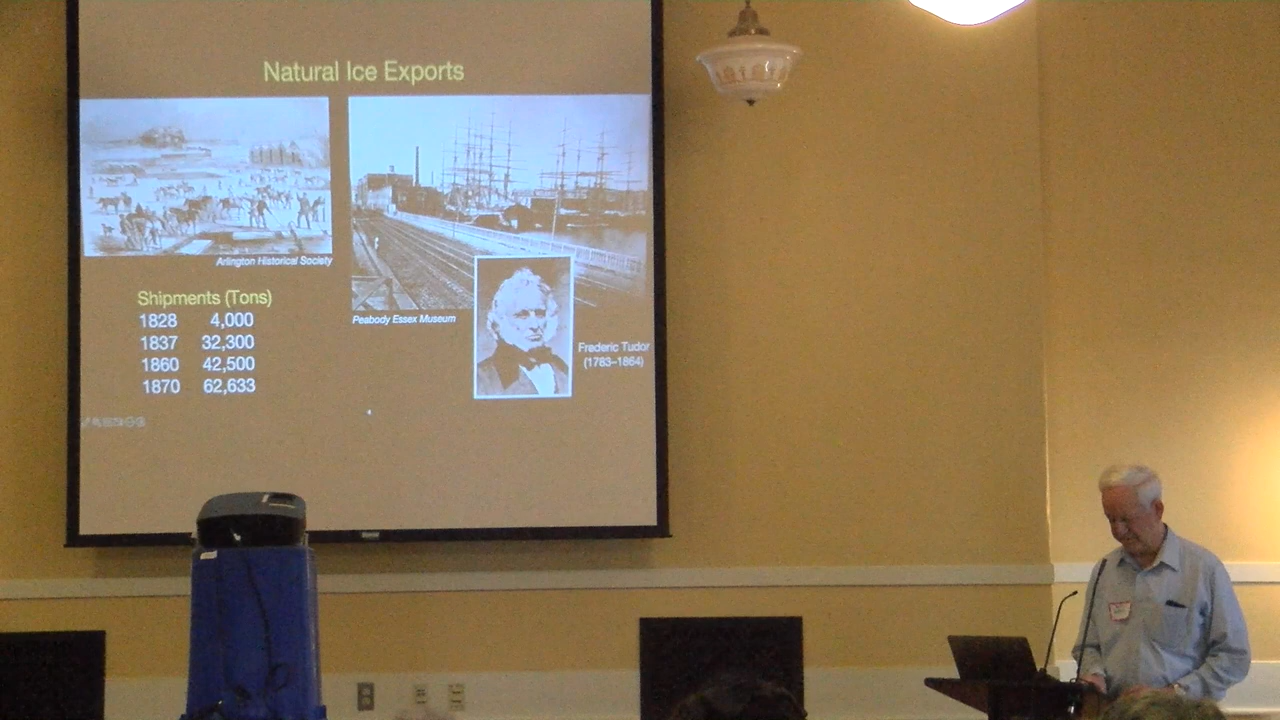 Natural Ice Exports
Arlington Historical Society
Peabody Essex Museum
Shipments (Tons)
1828 4,000
1837 32,300
1860 42,500
1870 62,633
Frederic Tudor
(1783–1864)